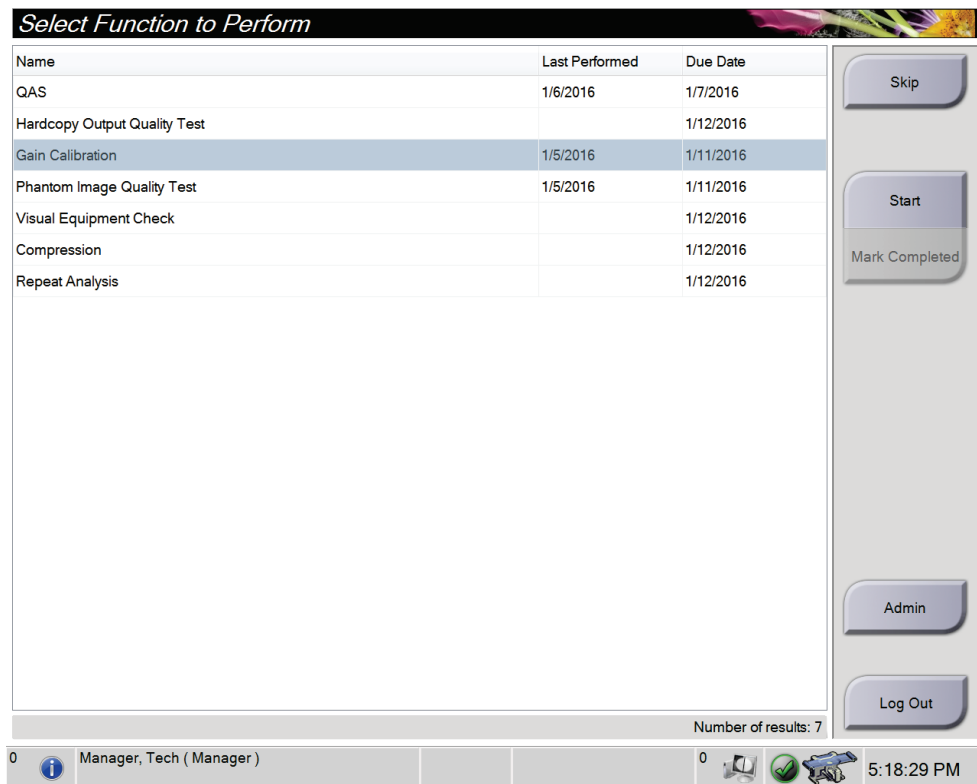 Select Function to Perform
Name Last Performed Due Date
QAS 1/6/2016 1/7/2016
Hardcopy Output Quality Test 1/12/2016
Gain Calibration 1/5/2016 1/11/2016
Phantom Image Quality Test 1/5/2016 1/11/2016
Visual Equipment Check 1/12/2016
Compression 1/12/2016
Repeat Analysis 1/12/2016
Number of results: 7
Skip
Start
Mark Completed
Admin
Log Out
0 Manager, Tech ( Manager ) 0 5:18:29 PM